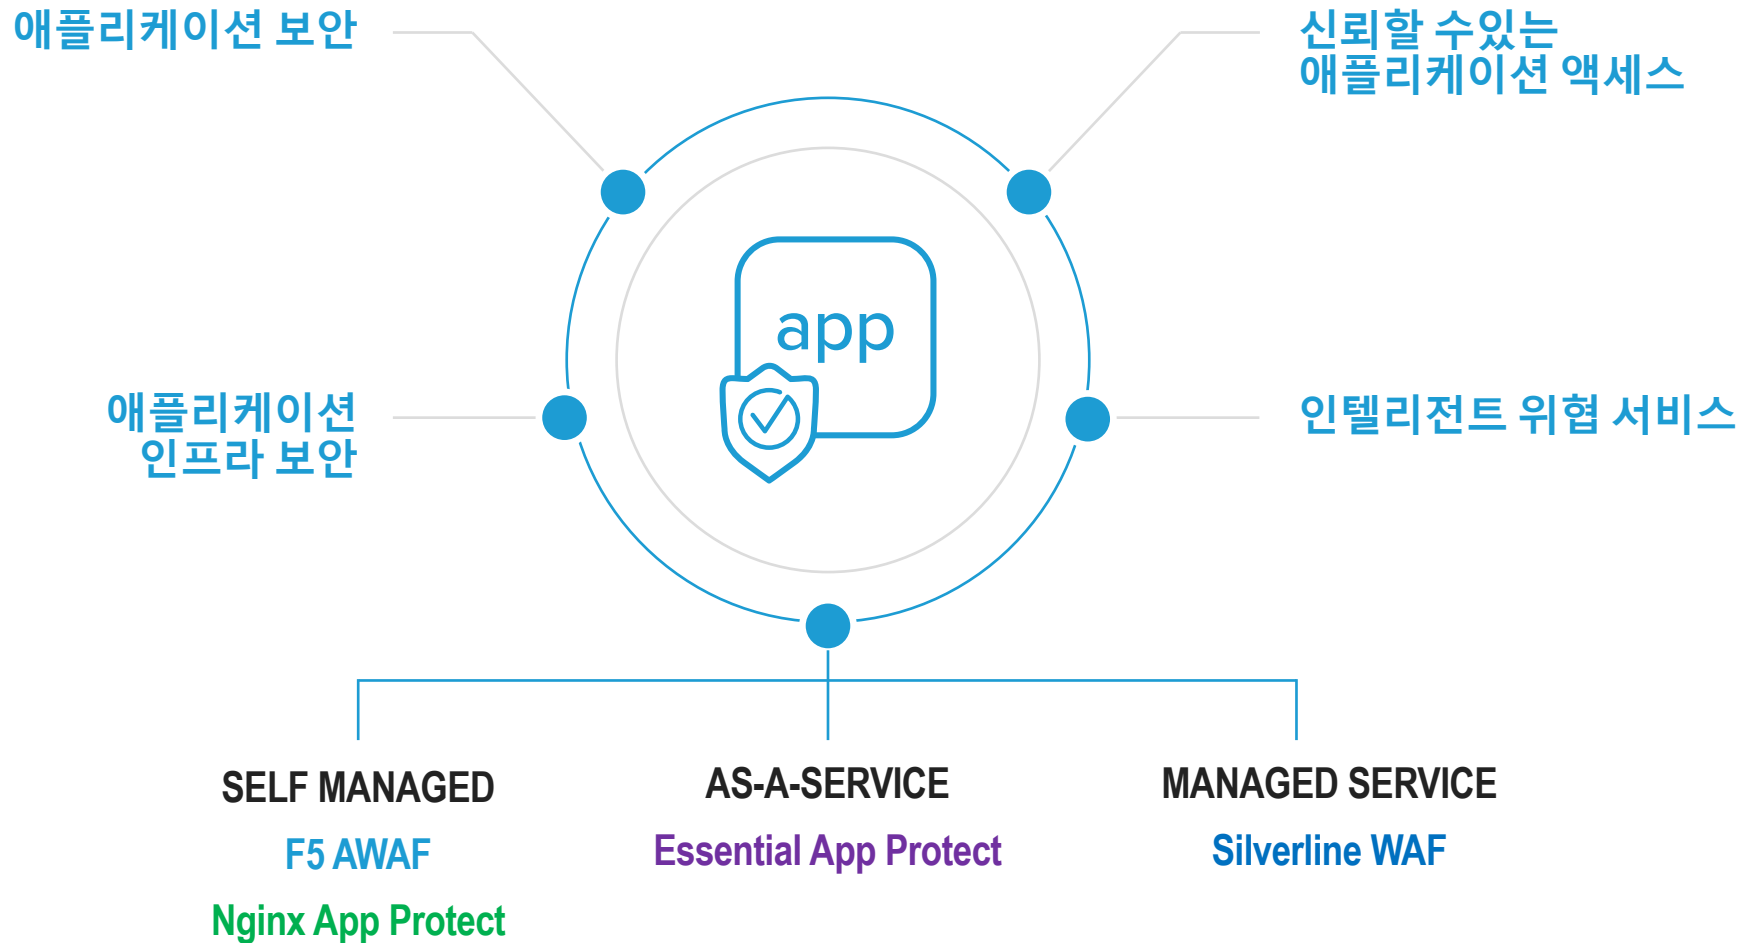 애플리케이션 보안
신뢰할 수있는
애플리케이션 액세스
app
애플리케이션
인프라 보안
인텔리전트 위협 서비스
SELF MANAGED
F5 AWAF
Nginx App Protect
AS-A-SERVICE
Essential App Protect
MANAGED SERVICE
Silverline WAF